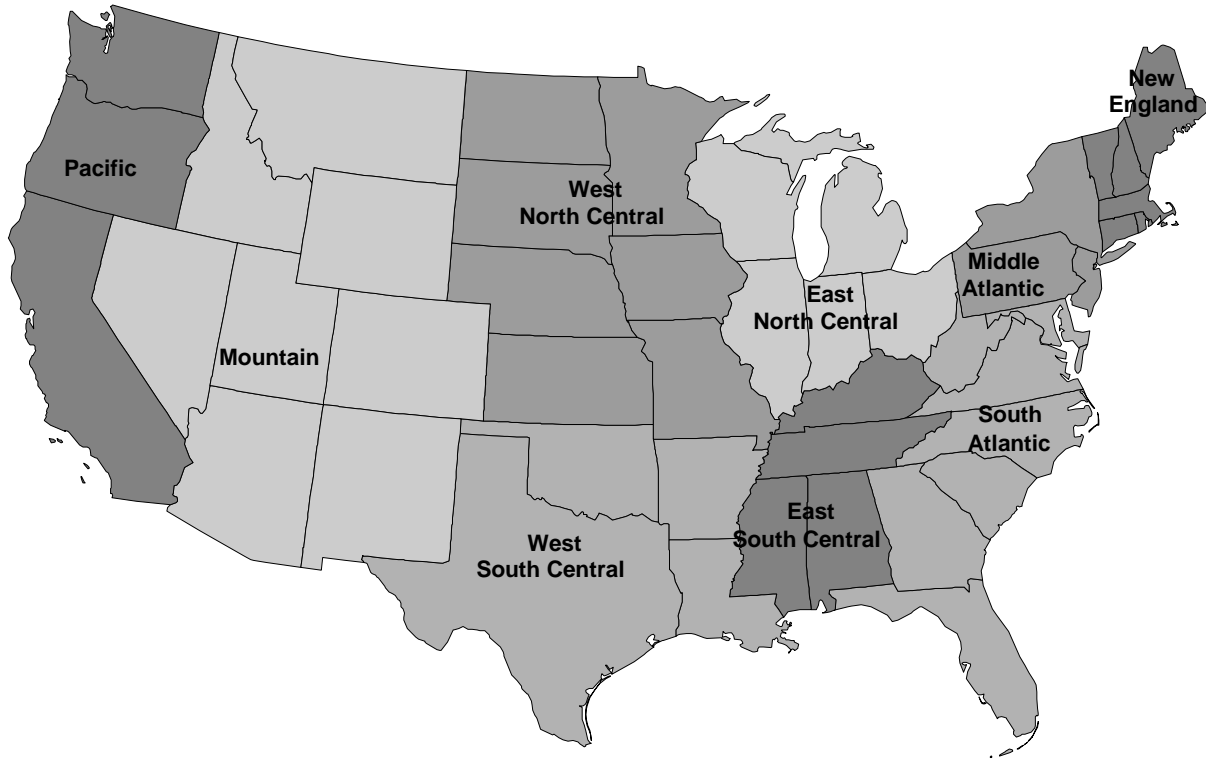 New
England
Pacific
West
North Central
Middle
Atlantic
East
North Central
Mountain
South
Atlantic
East
South Central
West
South Central